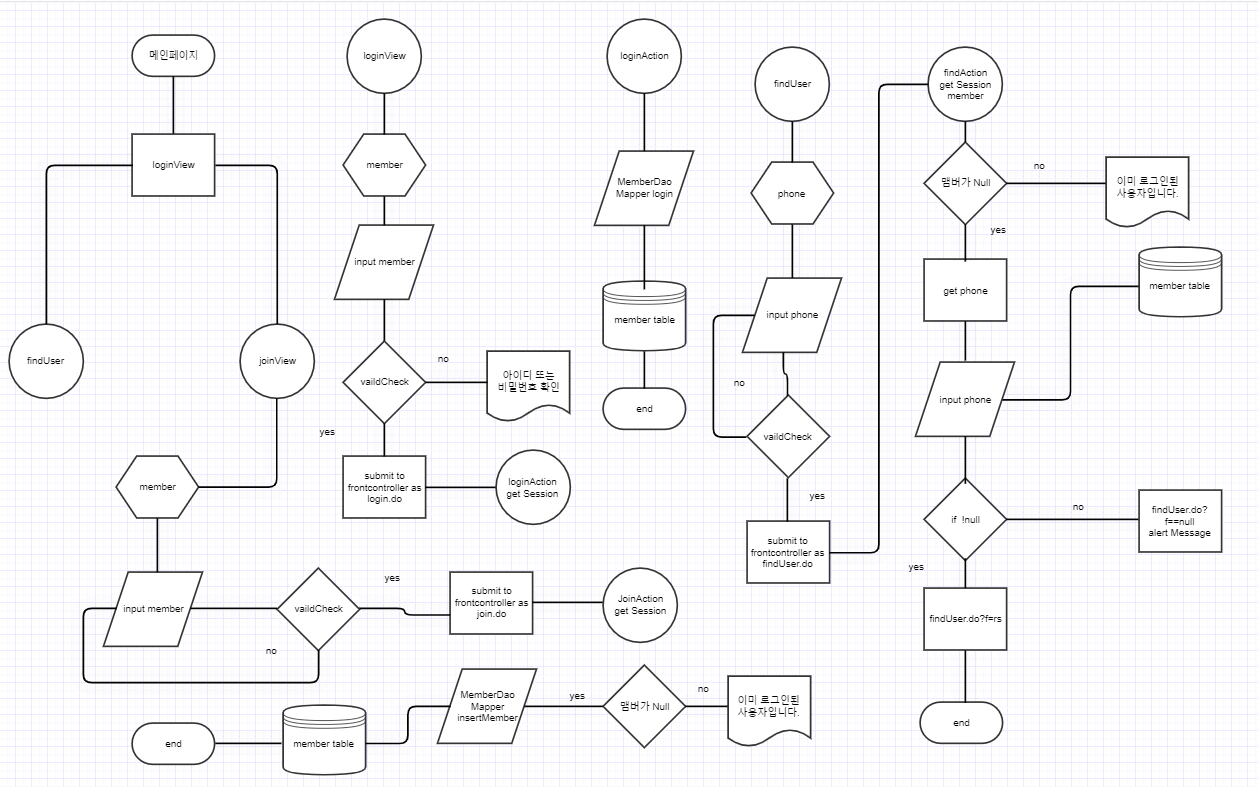 메인페이지
loginView
findUser
joinView
member
input member
vaildCheck
no
yes
submit to
frontcontroller as
join.do
JoinAction
get Session
loginView
member
input member
vaildCheck
no
아이디 또는
비밀번호 확인
yes
submit to
frontcontroller as
login.do
loginAction
get Session
loginAction
MemberDao
Mapper login
member table
end
findUser
phone
input phone
no
vaildCheck
yes
submit to
frontcontroller as
findUser.do
findAction
get Session
member
맴버가 Null
no
이미 로그인된
사용자입니다.
yes
get phone
member table
input phone
if !null
no
findUser.do?
f==null
alert Message
yes
findUser.do?f=rs
end
end
member table
MemberDao
Mapper
insertMember
yes
맴버가 Null
no
이미 로그인된
사용자입니다.